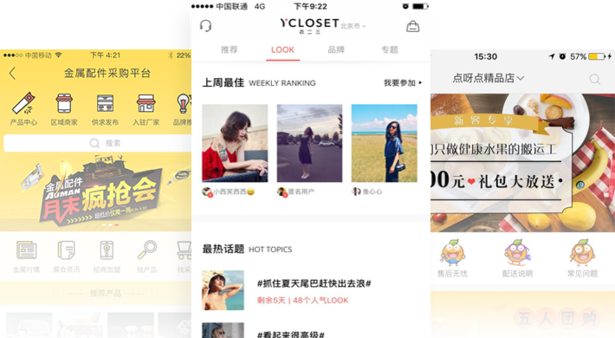 中国移动
下午 4:21
22%
金属配件采购平台
产品中心
区域商家
供求发布
入驻厂家
品牌
搜索
金属配件
AGMAN
月末疯抢会
金属行情
展会资讯
招商加盟
找产品
推荐产品
中国联通 4G
下午9:22
YCLOSET
衣二三
北京市
推荐
LOOK
品牌
专题
上周最佳 WEEKLY RANKING
我要参加
小西笑西西
匿名用户
鱼心心
最热话题 HOT TOPICS
#抓住夏天尾巴赶快出去浪#
剩余5天 | 48个人气LOOK
#看起来很高级#
15:30
57%
点呀点精品店
新客专享
只做健康水果的搬运工
00元 礼包大放送
售后无忧
配送说明
常见问题
五人团购